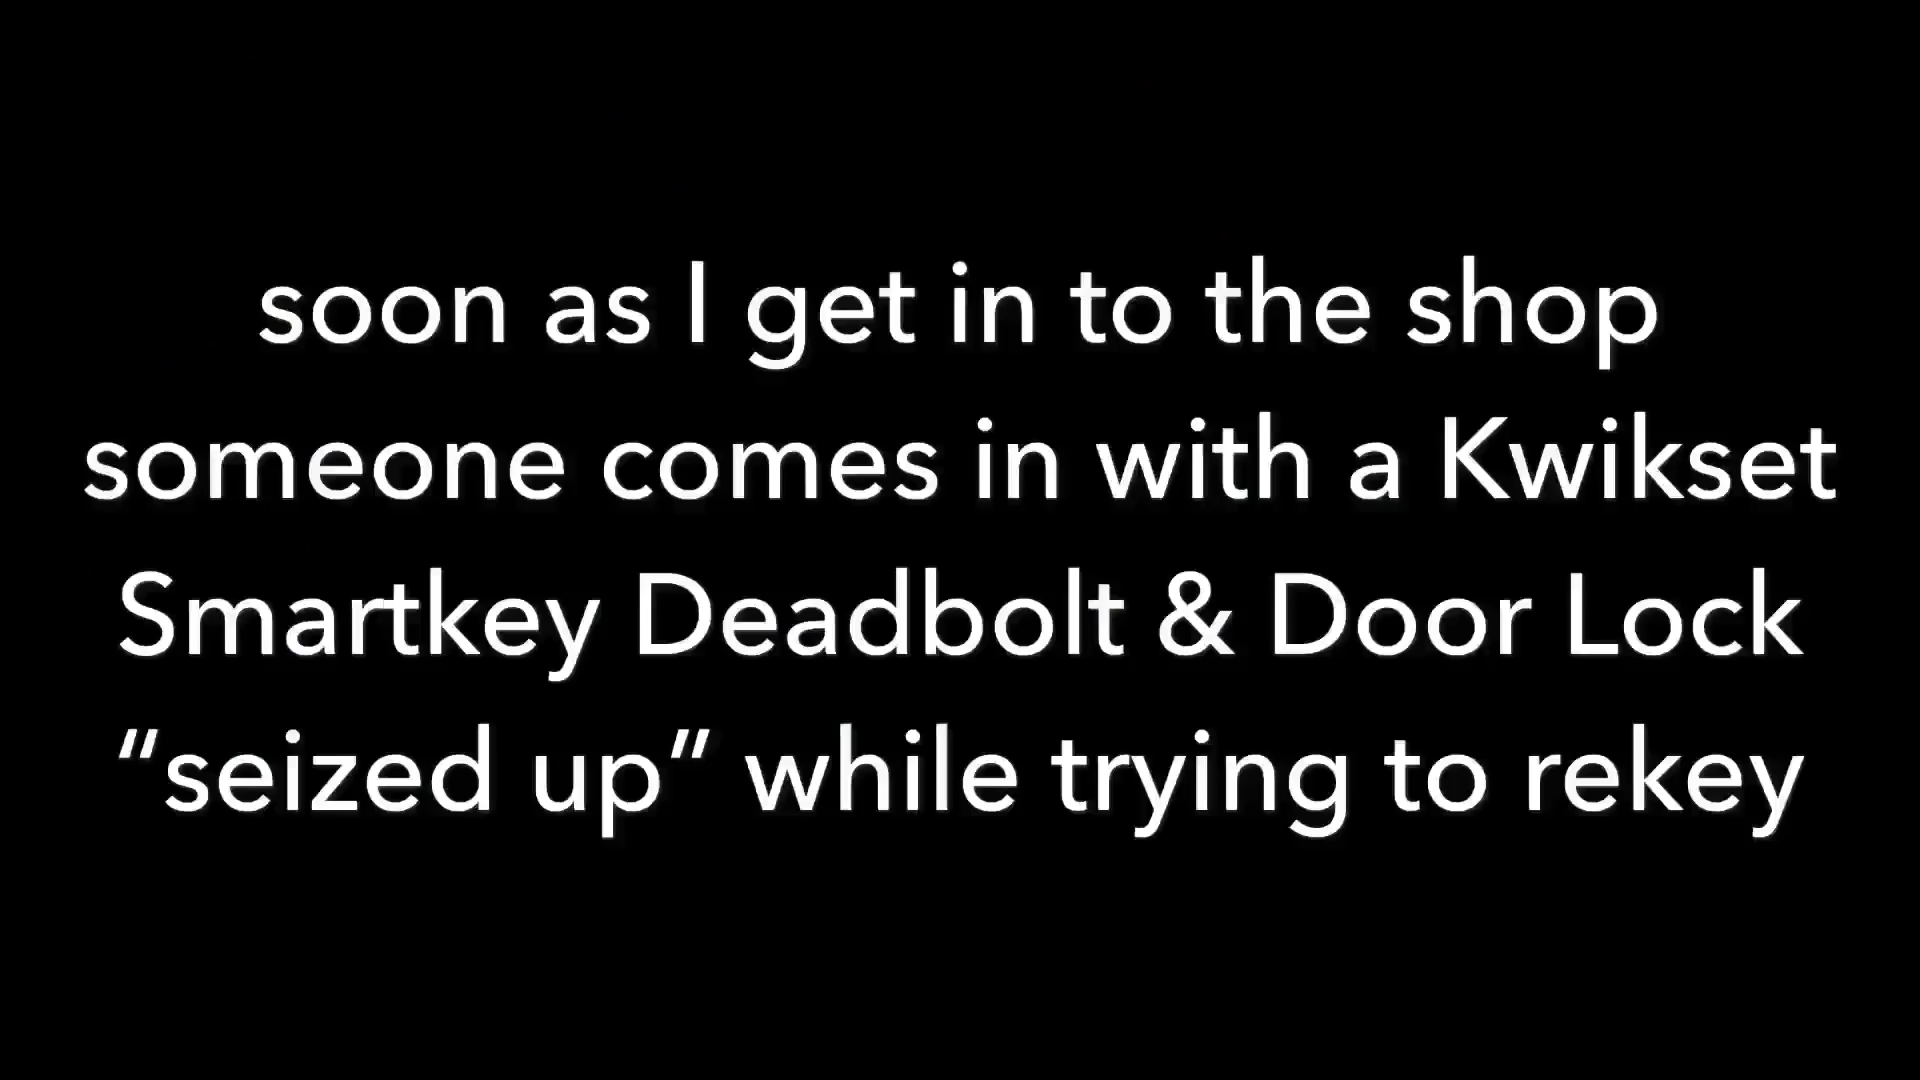 soon as I get in to the shop
someone comes in with a Kwikset
Smartkey Deadbolt & Door Lock
“seized up” while trying to rekey